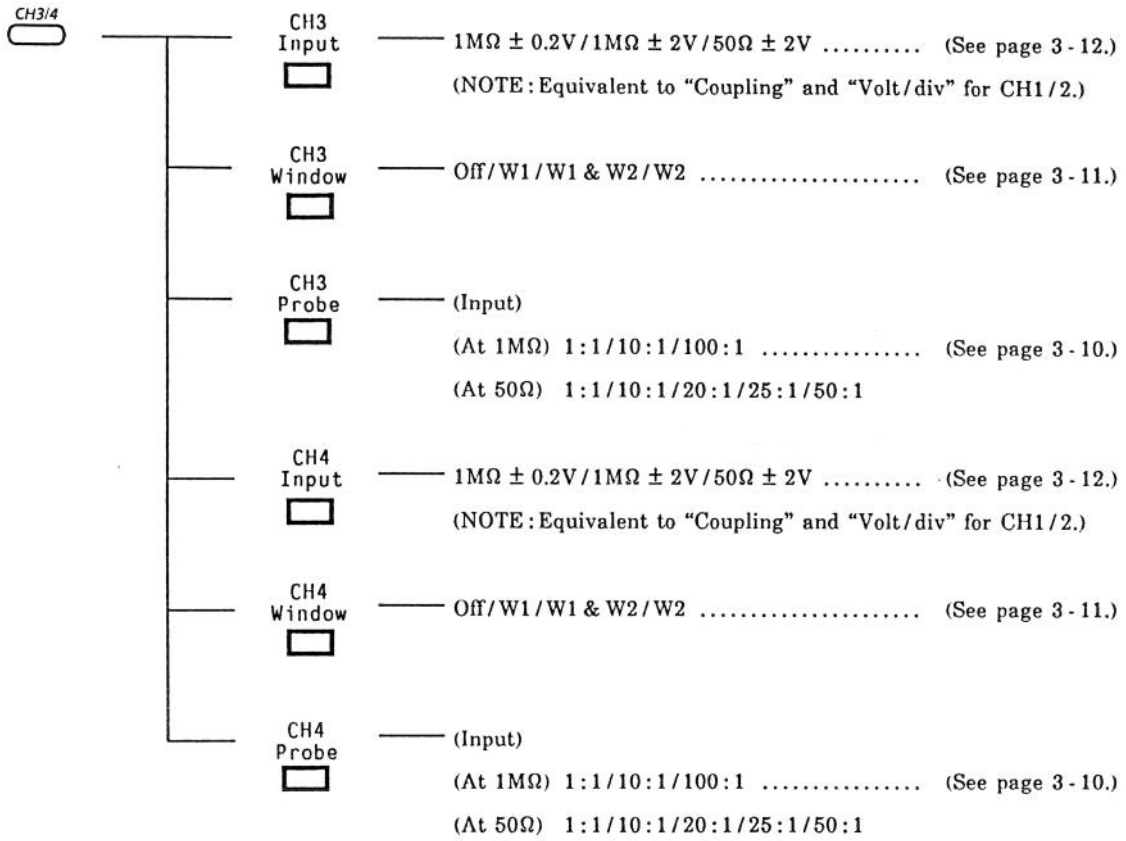 CH3/4
CH3
Input
1MΩ ± 0.2V/1MΩ ± 2V/50Ω ± 2V .......... (See page 3-12.)
(NOTE: Equivalent to “Coupling” and “Volt/div” for CH1/2.)
CH3
Window
Off/W1/W1 & W2/W2 ...................... (See page 3-11.)
CH3
Probe
(Input)
(At 1MΩ) 1:1/10:1/100:1 ................ (See page 3-10.)
(At 50Ω) 1:1/10:1/20:1/25:1/50:1
CH4
Input
1MΩ ± 0.2V/1MΩ ± 2V/50Ω ± 2V .......... (See page 3-12.)
(NOTE: Equivalent to “Coupling” and “Volt/div” for CH1/2.)
CH4
Window
Off/W1/W1 & W2/W2 ...................... (See page 3-11.)
CH4
Probe
(Input)
(At 1MΩ) 1:1/10:1/100:1 ................ (See page 3-10.)
(At 50Ω) 1:1/10:1/20:1/25:1/50:1